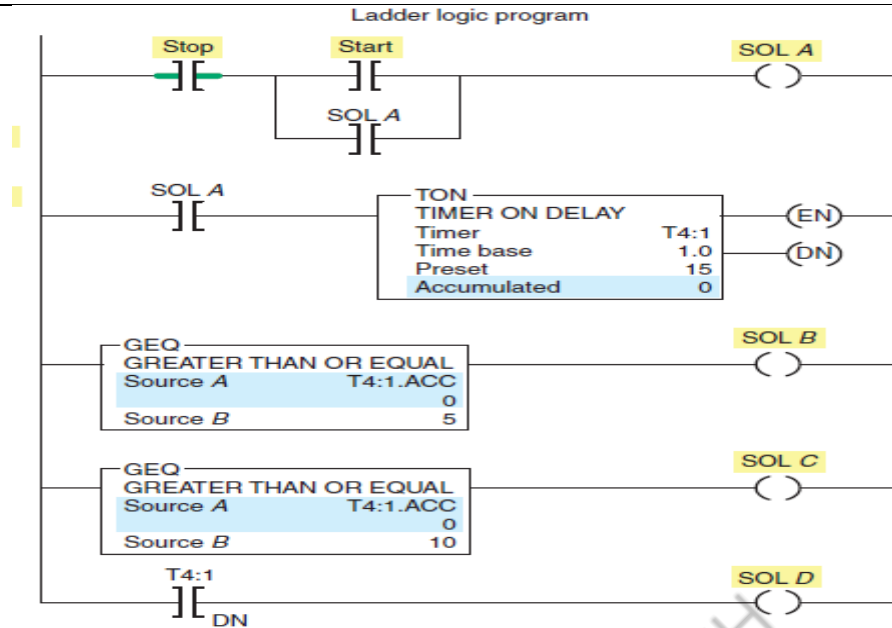 Ladder logic program
Stop Start SOL A
SOL A
SOL A
TON
TIMER ON DELAY
Timer T4:1
Time base 1.0
Preset 15
Accumulated 0
EN
DN
GEQ
GREATER THAN OR EQUAL
Source A T4:1.ACC
0
Source B 5
SOL B
GEQ
GREATER THAN OR EQUAL
Source A T4:1.ACC
0
Source B 10
SOL C
T4:1
DN
SOL D